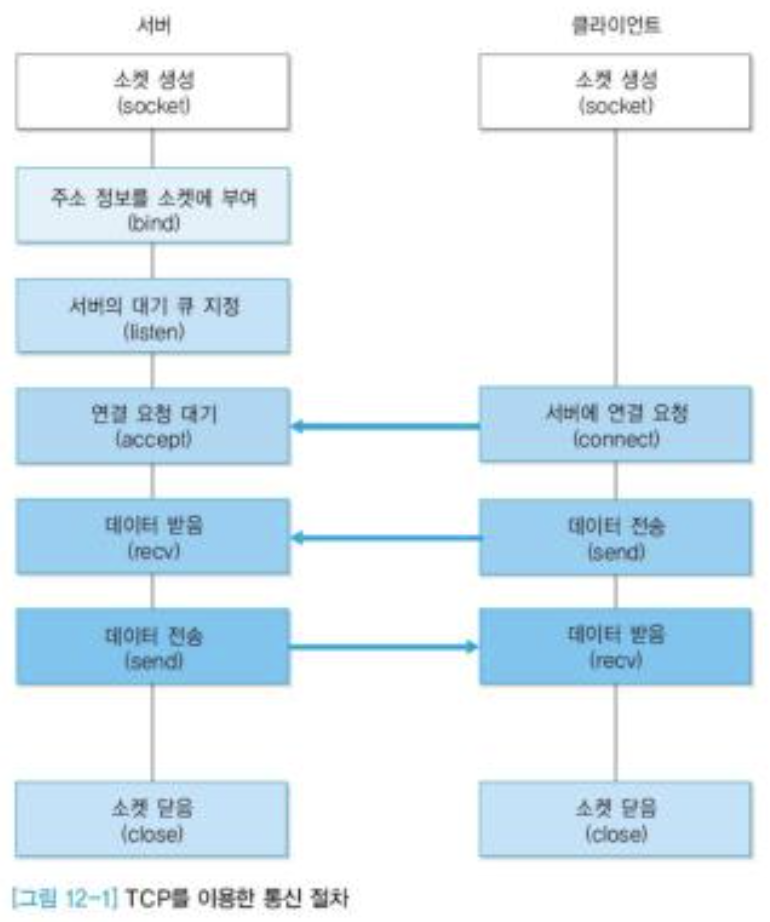 서버
클라이언트
소켓 생성
(socket)
소켓 생성
(socket)
주소 정보를 소켓에 부여
(bind)
서버의 대기 큐 지정
(listen)
연결 요청 대기
(accept)
서버에 연결 요청
(connect)
데이터 받음
(recv)
데이터 전송
(send)
데이터 전송
(send)
데이터 받음
(recv)
소켓 닫음
(close)
소켓 닫음
(close)
[그림 12-1] TCP를 이용한 통신 절차